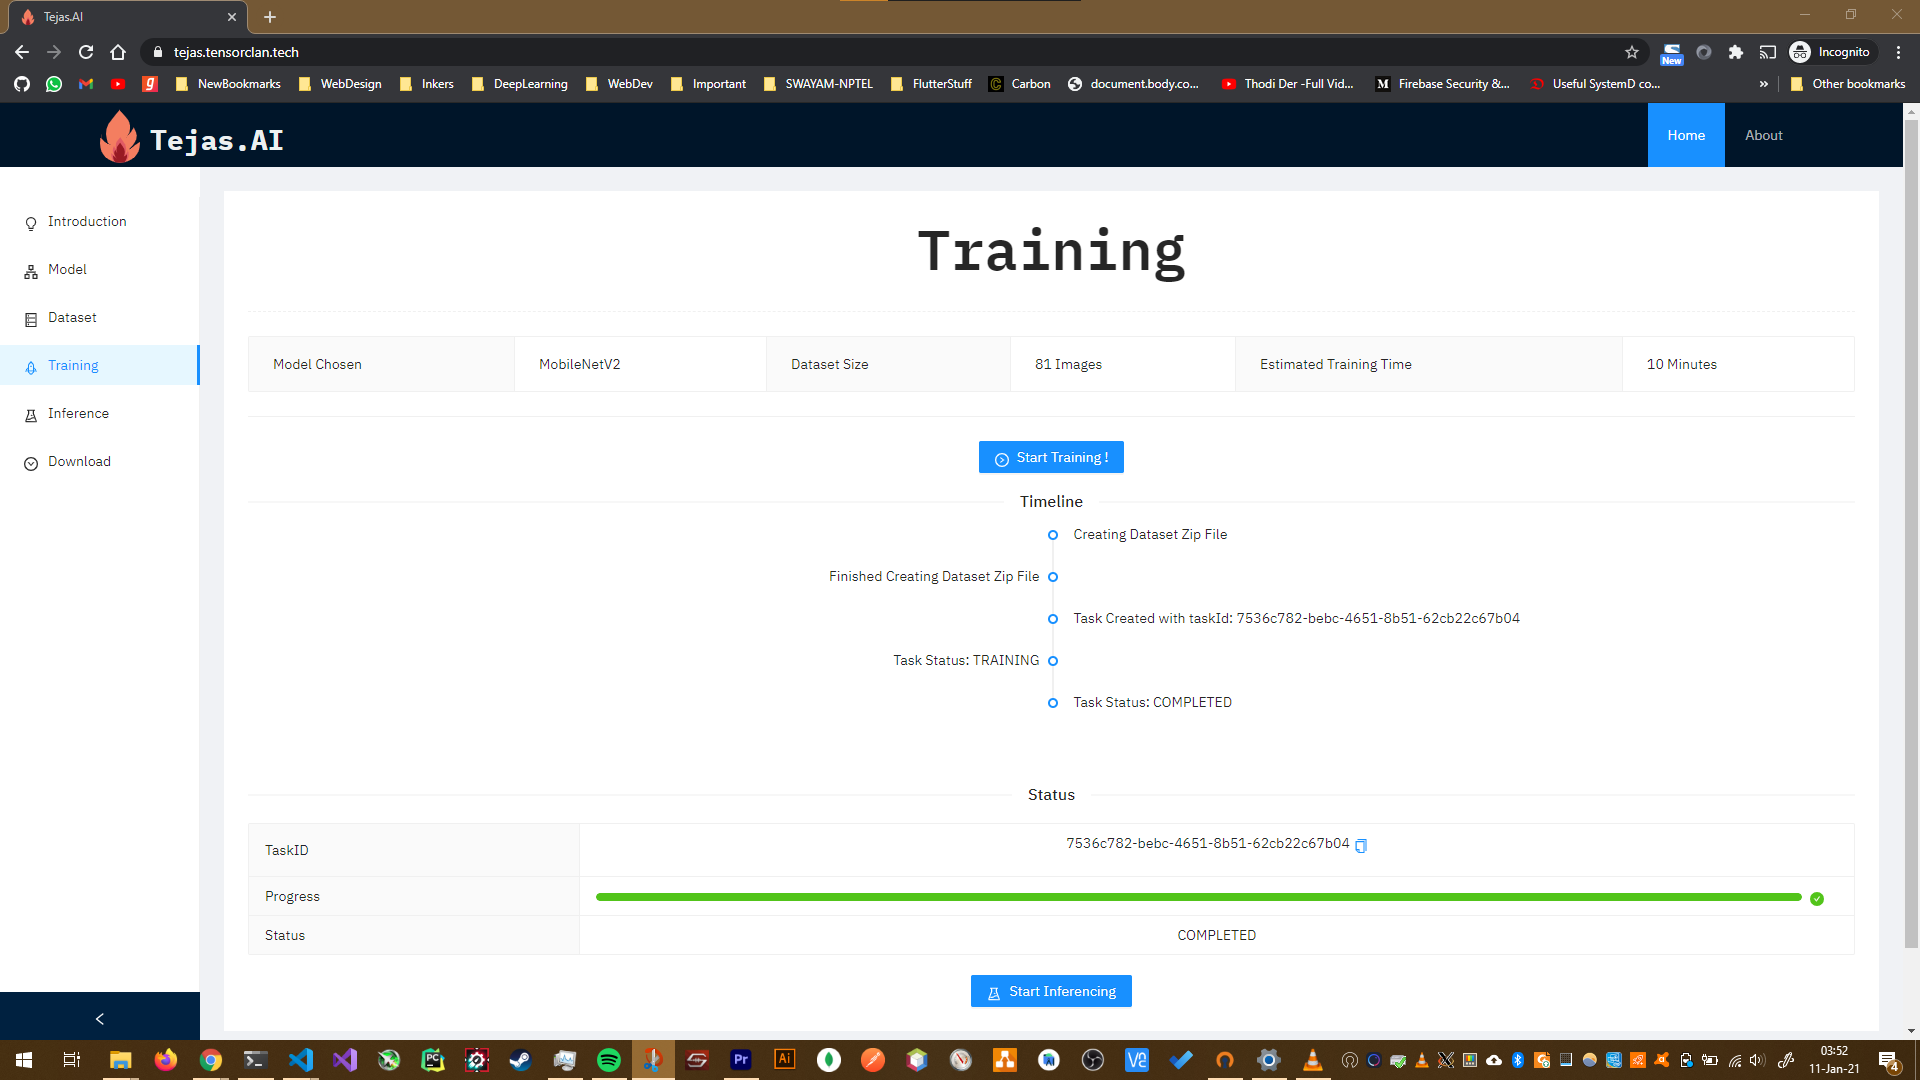 Tejas.AI
tejas.tensorclan.tech
Incognito
New
NewBookmarks
WebDesign
Inkers
DeepLearning
WebDev
Important
SWAYAM-NPTEL
FlutterStuff
Carbon
document.body.co...
Thodi Der -Full Vid...
Firebase Security &...
Useful SystemD co...
»
Other bookmarks
Tejas.AI
Home
About
Introduction
Model
Dataset
Training
Inference
Download
Training
Model Chosen
MobileNetV2
Dataset Size
81 Images
Estimated Training Time
10 Minutes
Start Training !
Timeline
Creating Dataset Zip File
Finished Creating Dataset Zip File
Task Created with taskId: 7536c782-bebc-4651-8b51-62cb22c67b04
Task Status: TRAINING
Task Status: COMPLETED
Status
TaskID
7536c782-bebc-4651-8b51-62cb22c67b04
Progress
Status
COMPLETED
Start Inferencing
PC
Pr
Ai
03:52
11-Jan-21
4